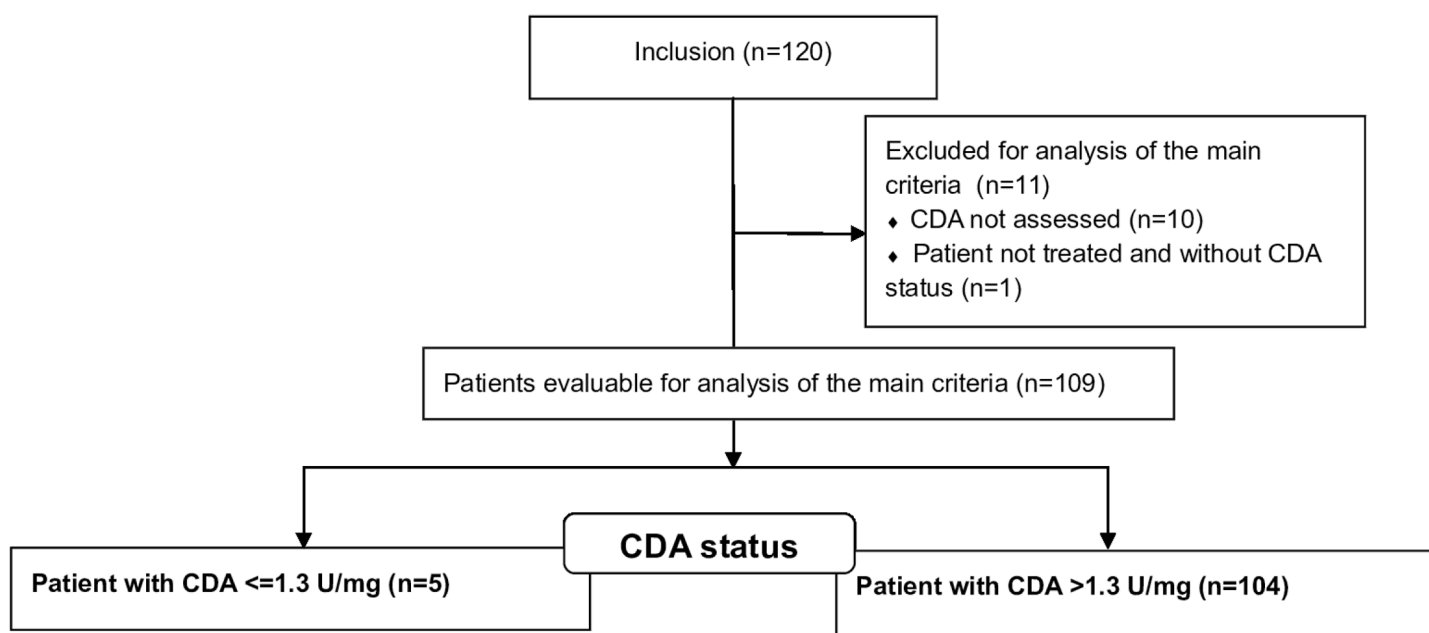 Inclusion (n=120)
Excluded for analysis of the main
criteria  (n=11)
♦ CDA not assessed (n=10)
♦ Patient not treated and without CDA
status (n=1)
Patients evaluable for analysis of the main criteria (n=109)
CDA status
Patient with CDA <=1.3 U/mg (n=5)
Patient with CDA >1.3 U/mg (n=104)